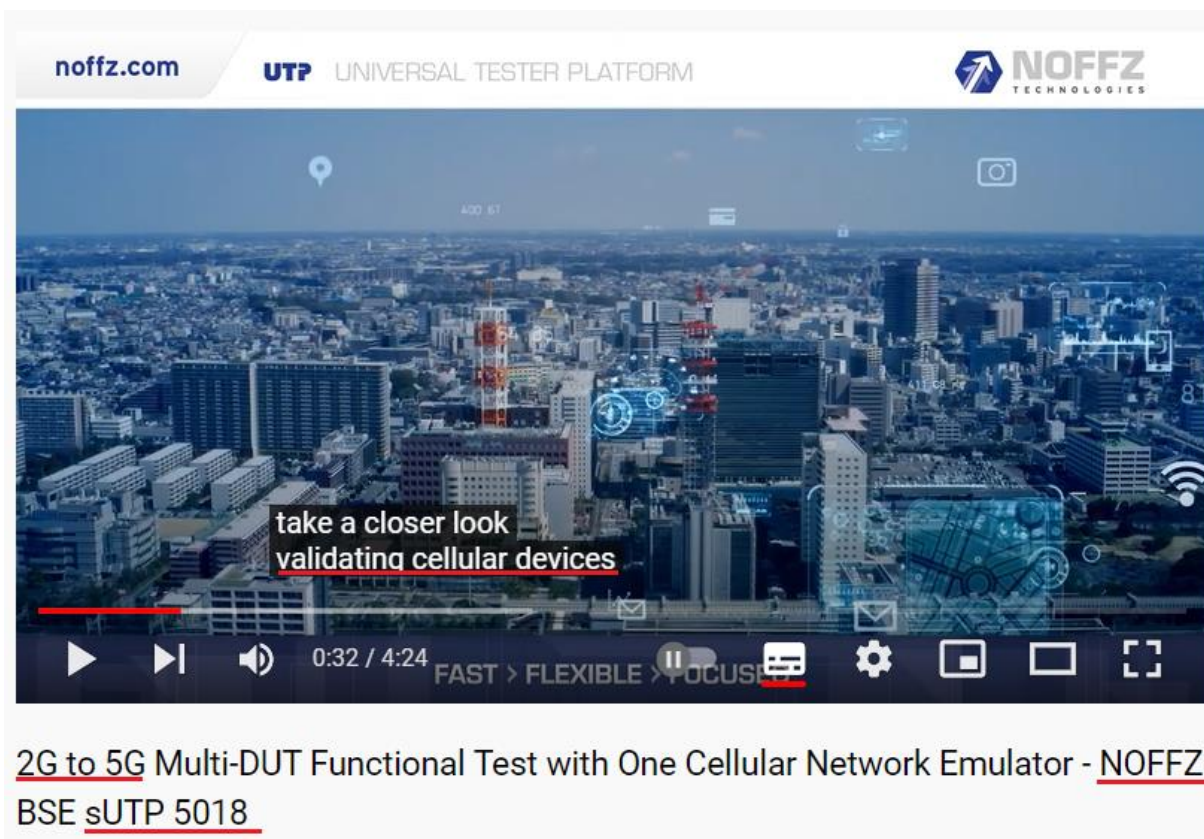 noffz.com
UTP UNIVERSAL TESTER PLATFORM
NOFFZ
TECHNOLOGIES
take a closer look
validating cellular devices
0:32 / 4:24
FAST > FLEXIBLE > FOCUSED
2G to 5G Multi-DUT Functional Test with One Cellular Network Emulator - NOFFZ
BSE sUTP 5018